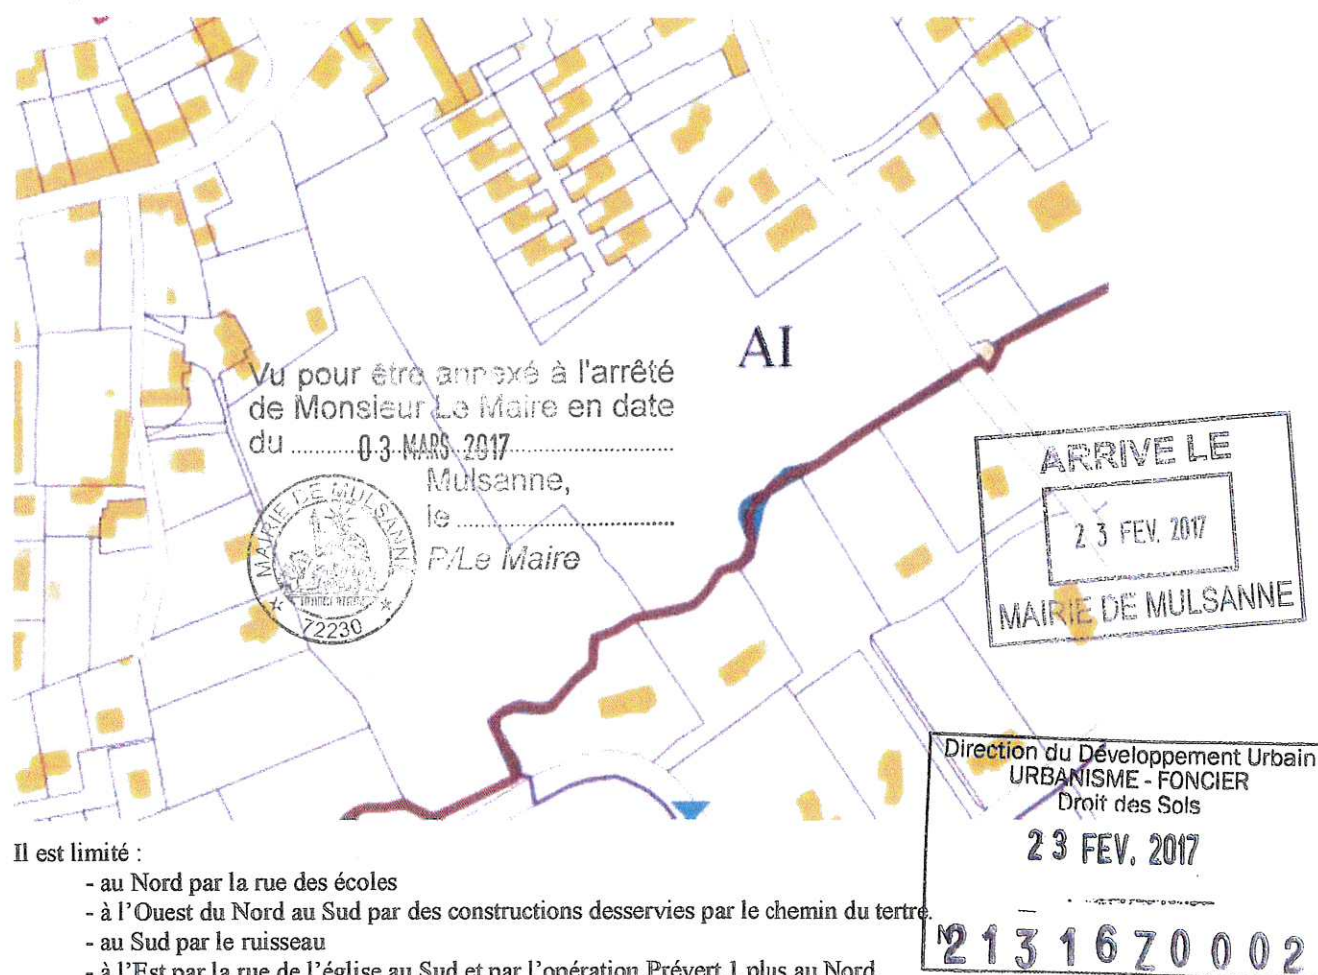 AI
Vu pour être annexé à l'arrêté
de Monsieur Le Maire en date
du ..........03 MARS 2017..........................
Mulsanne,
le ...................................
P/Le Maire
MAIRIE DE MULSANNE
72230
ARRIVE LE
23 FEV. 2017
MAIRIE DE MULSANNE
Direction du Développement Urbain
URBANISME - FONCIER
Droit des Sols
23 FEV. 2017
N° 21316Z0002
Il est limité :
- au Nord par la rue des écoles
- à l'Ouest du Nord au Sud par des constructions desservies par le chemin du tertre.
- au Sud par le ruisseau
- à l'Est par la rue de l'église au Sud et par l'opération Prévert 1 plus au Nord